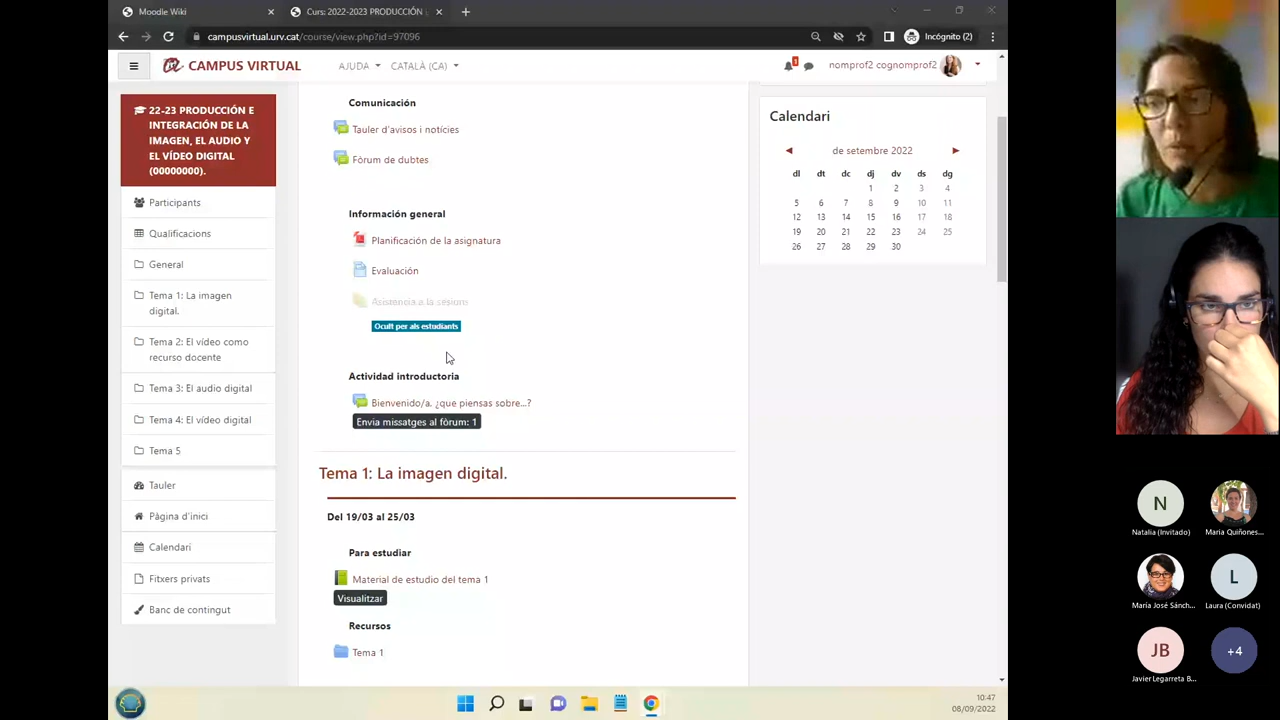 Moodle Wiki
Curs: 2022-2023 PRODUCCIÓN
campusvirtual.urv.cat/course/view.php?id=97096
Incógnito (2)
CAMPUS VIRTUAL
AJUDA
CATALÀ (CA)
nomprof2 cognomprof2
22-23 PRODUCCIÓN E
INTEGRACIÓN DE LA
IMAGEN, EL AUDIO Y
EL VÍDEO DIGITAL
(00000000).
Participants
Qualificacions
General
Tema 1: La imagen
digital.
Tema 2: El vídeo como
recurso docente
Tema 3: El audio digital
Tema 4: El vídeo digital
Tema 5
Tauler
Pàgina d'inici
Calendari
Fitxers privats
Banc de contingut
Comunicación
Tauler d'avisos i notícies
Fòrum de dubtes
Información general
Planificación de la asignatura
Evaluación
Asistencia a la sesions
Ocult per als estudiants
Actividad introductoria
Bienvenido/a. ¿que piensas sobre...?
Envia missatges al fòrum: 1
Tema 1: La imagen digital.
Del 19/03 al 25/03
Para estudiar
Material de estudio del tema 1
Visualitzar
Recursos
Tema 1
Calendari
◄ de setembre 2022 ►
dl dt dc dj dv ds dg
1 2 3 4
5 6 7 8 9 10 11
12 13 14 15 16 17 18
19 20 21 22 23 24 25
26 27 28 29 30
10:47
08/09/2022
N
Natalia (Invitado)
Maria Quiñones...
María José Sánch...
L
Laura (Convidat)
JB
Javier Legarreta B...
+4